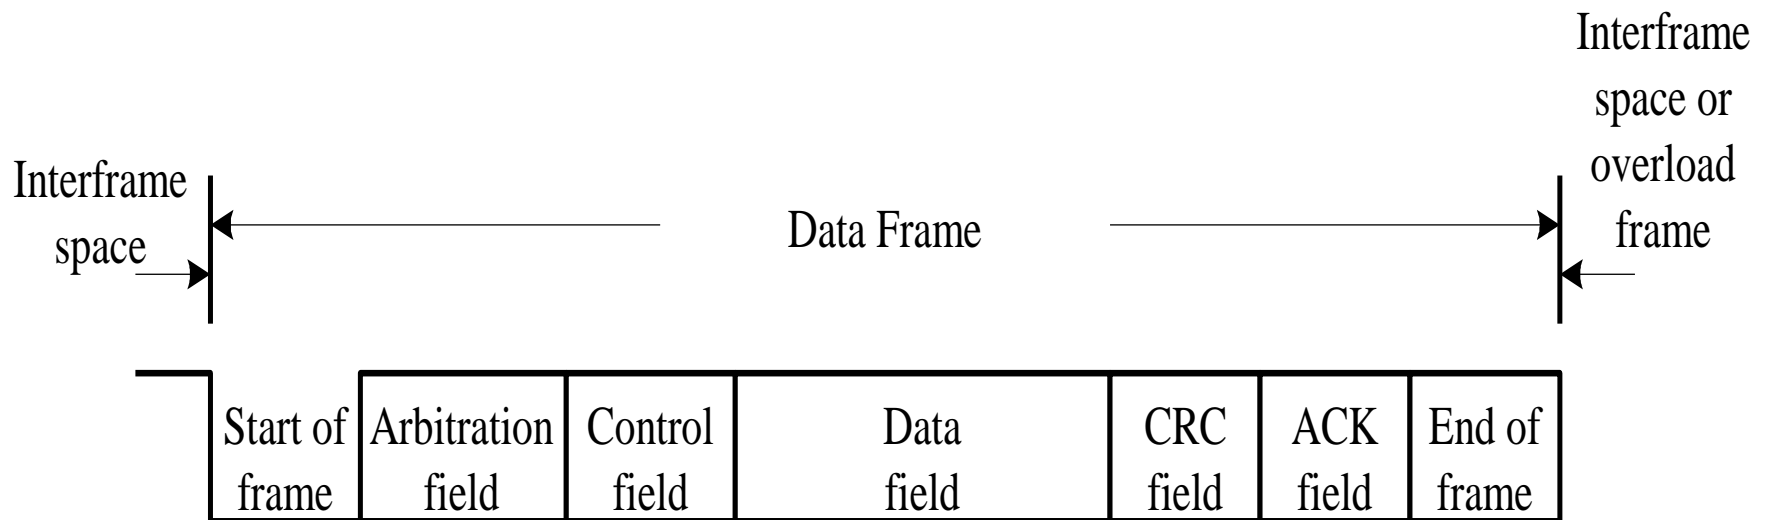 Interframe
space or
overload
frame
Interframe
space
Data Frame
Start of
frame
Arbitration
field
Control
field
Data
field
CRC
field
ACK
field
End of
frame